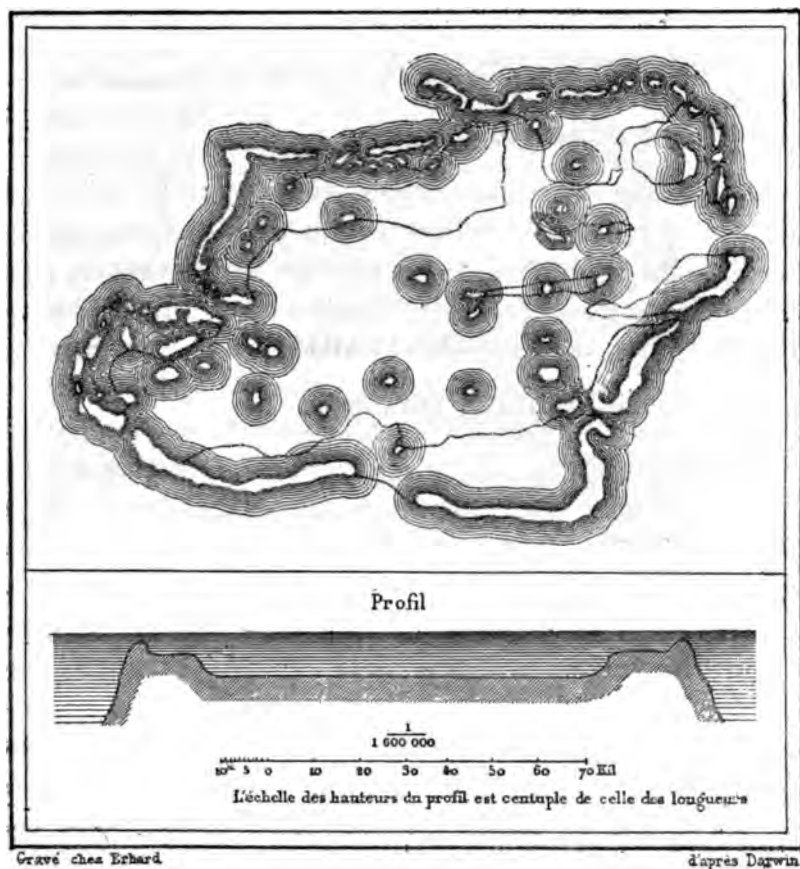 Profil
1
1 600 000
10 5 0 10 20 30 40 50 60 70 Kil
L'échelle des hauteurs du profil est centuple de celle des longueurs
Gravé chez Erhard
d'après Darwin